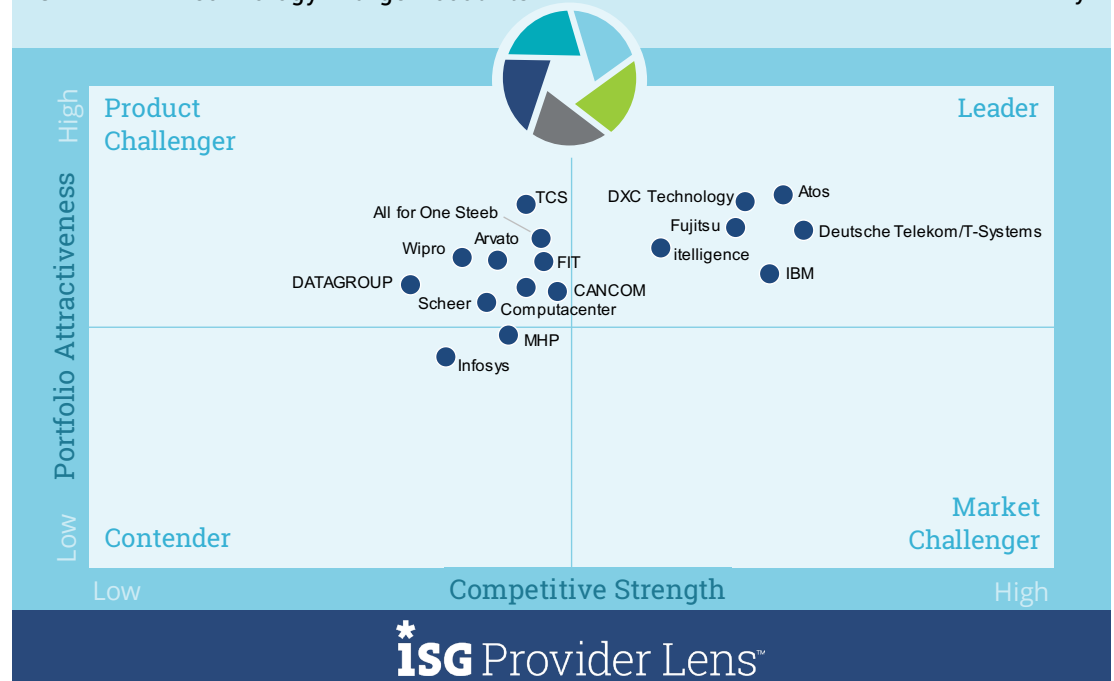 High
Product
Challenger
Leader
TCS
DXC Technology
Atos
All for One Steeb
Fujitsu
Deutsche Telekom/T-Systems
Arvato
Wipro
itelligence
FIT
IBM
DATAGROUP
CANCOM
Scheer
Computacenter
MHP
Infosys
Portfolio Attractiveness
Market
Challenger
Low
Contender
Low
Competitive Strength
High
iSG Provider Lens™